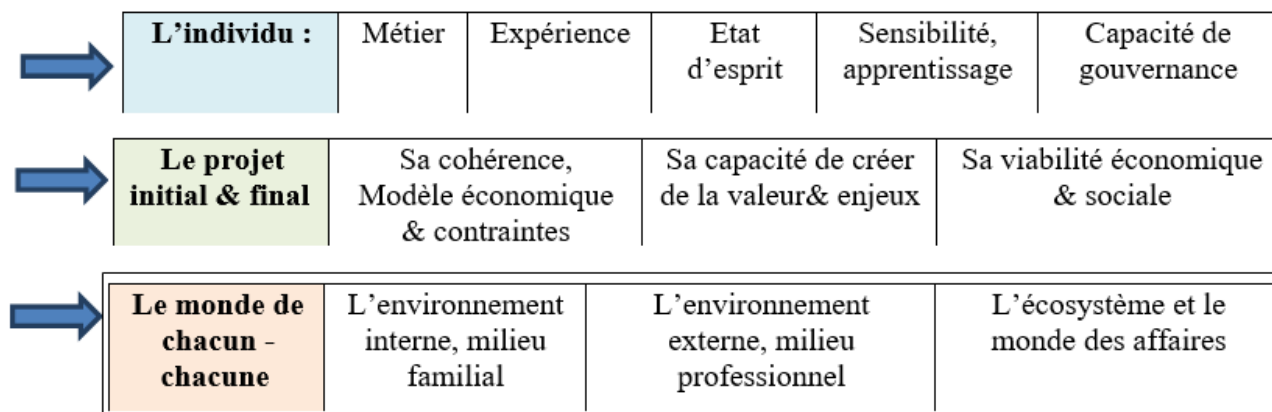 L'individu :
Métier
Expérience
Etat
d'esprit
Sensibilité,
apprentissage
Capacité de
gouvernance
Le projet
initial & final
Sa cohérence,
Modèle économique
& contraintes
Sa capacité de créer
de la valeur& enjeux
Sa viabilité économique
& sociale
Le monde de
chacun -
chacune
L'environnement
interne, milieu
familial
L'environnement
externe, milieu
professionnel
L'écosystème et le
monde des affaires